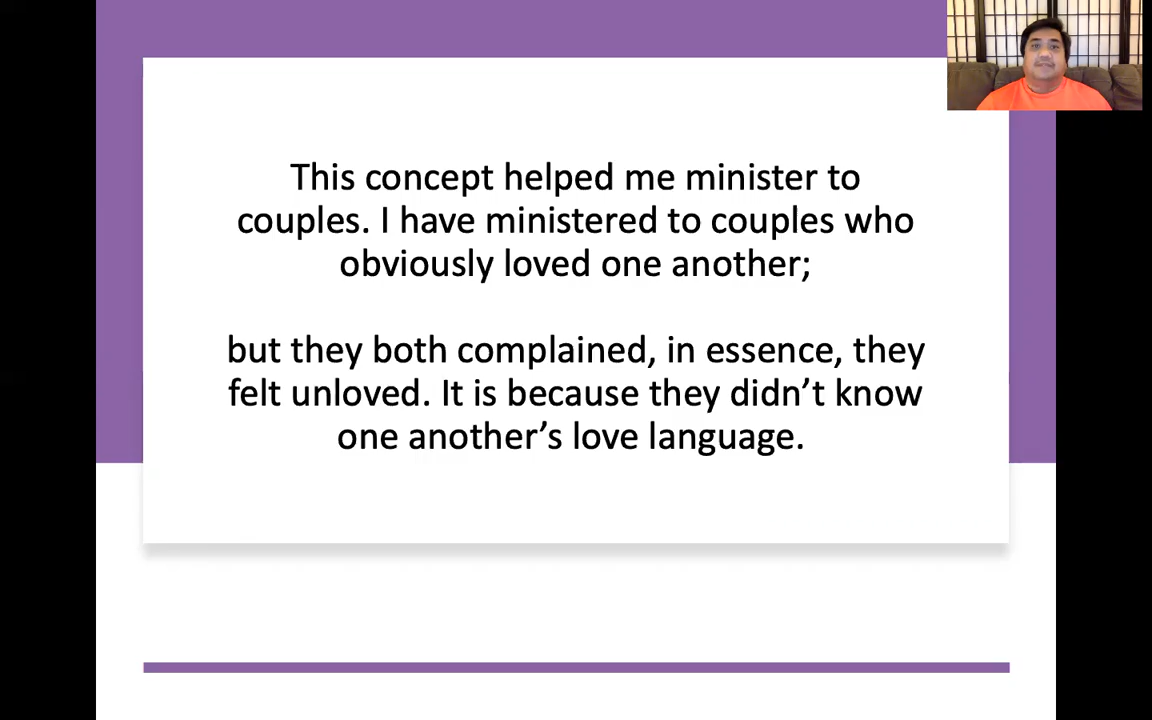 This concept helped me minister to
couples. I have ministered to couples who
obviously loved one another;
but they both complained, in essence, they
felt unloved. It is because they didn’t know
one another’s love language.